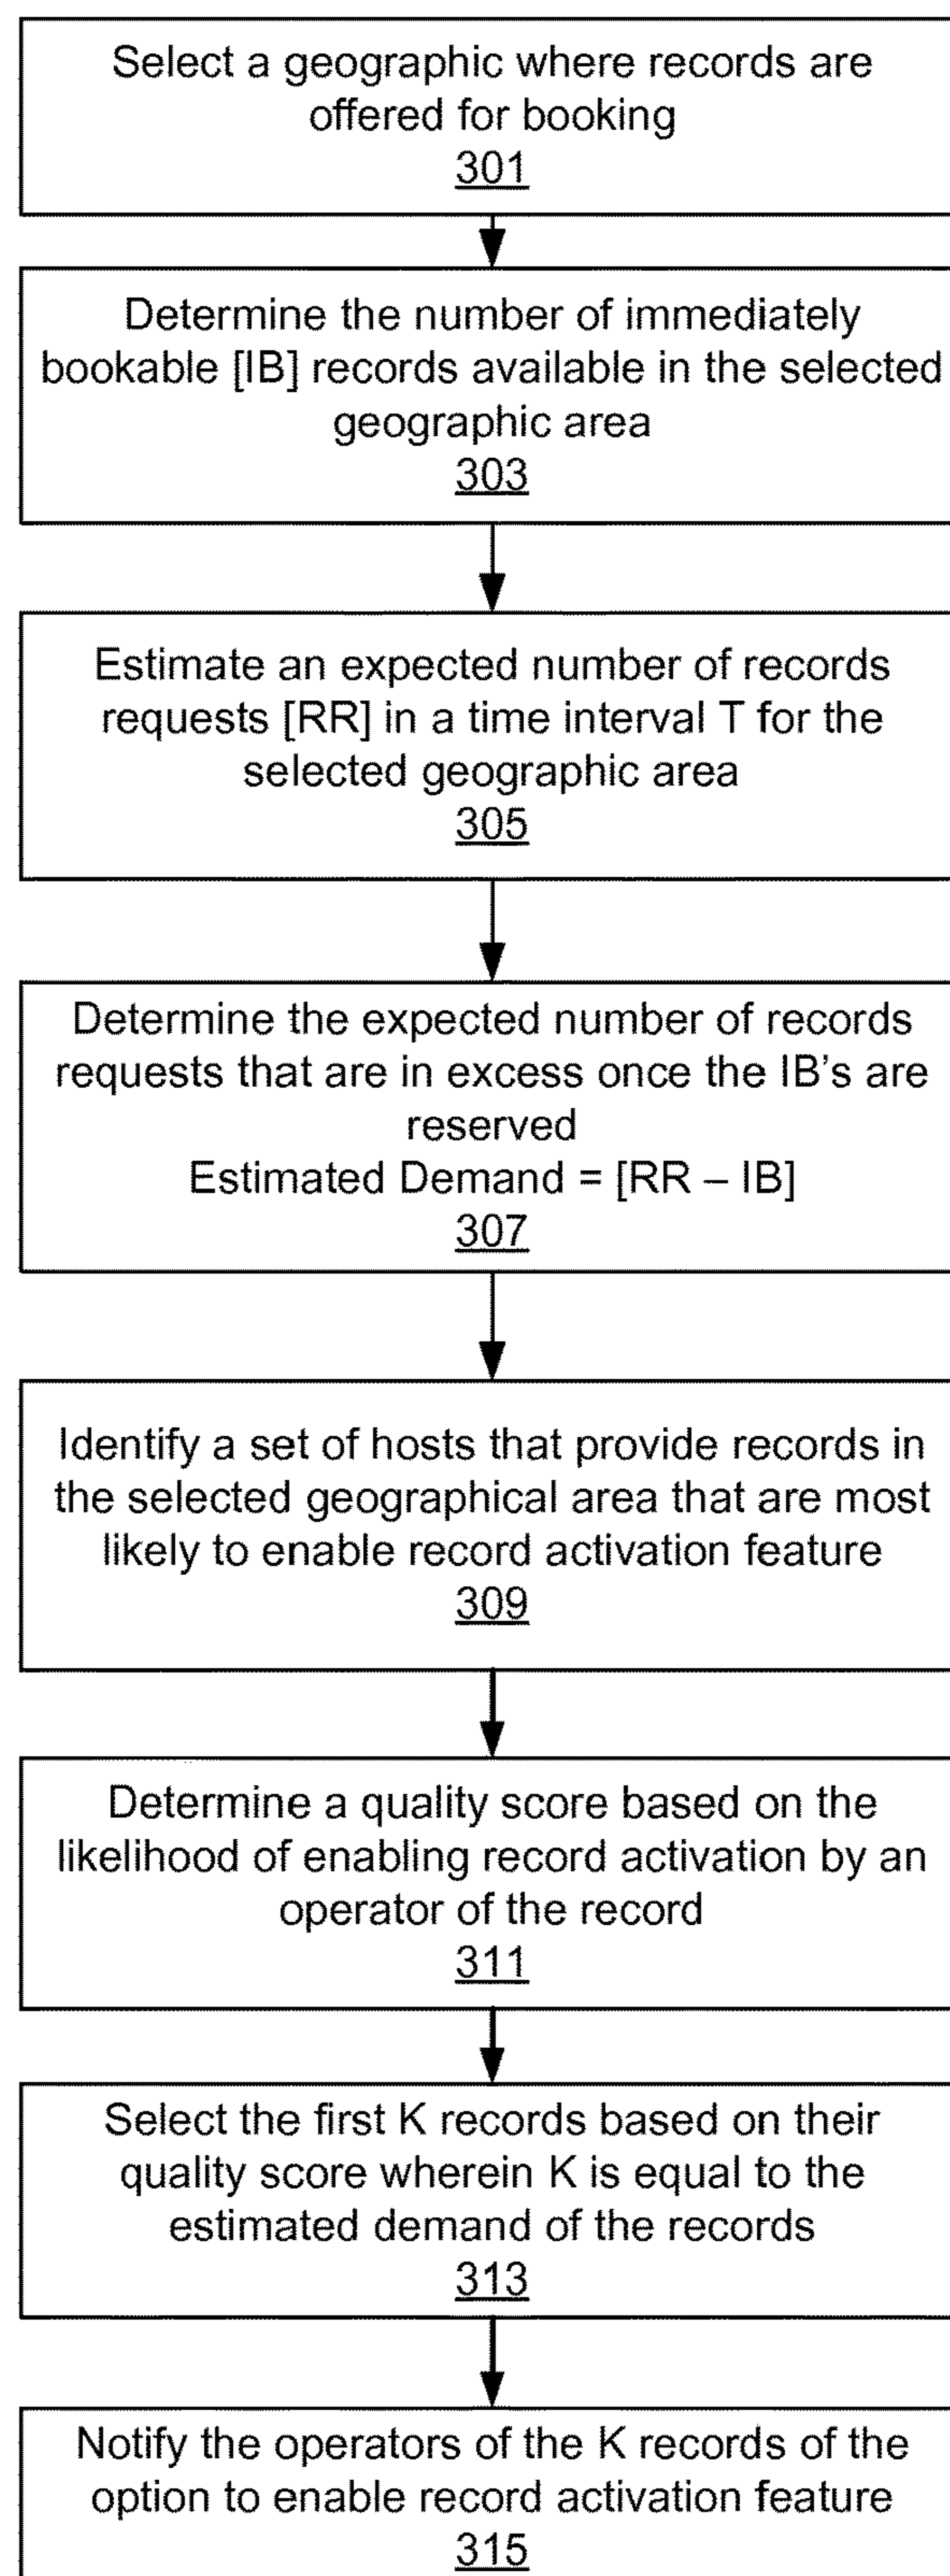 Select a geographic where records are
offered for booking
301
Determine the number of immediately
bookable [IB] records available in the selected
geographic area
303
Estimate an expected number of records
requests [RR] in a time interval T for the
selected geographic area
305
Determine the expected number of records
requests that are in excess once the IB's are
reserved
Estimated Demand = [RR – IB]
307
Identify a set of hosts that provide records in
the selected geographical area that are most
likely to enable record activation feature
309
Determine a quality score based on the
likelihood of enabling record activation by an
operator of the record
311
Select the first K records based on their
quality score wherein K is equal to the
estimated demand of the records
313
Notify the operators of the K records of the
option to enable record activation feature
315